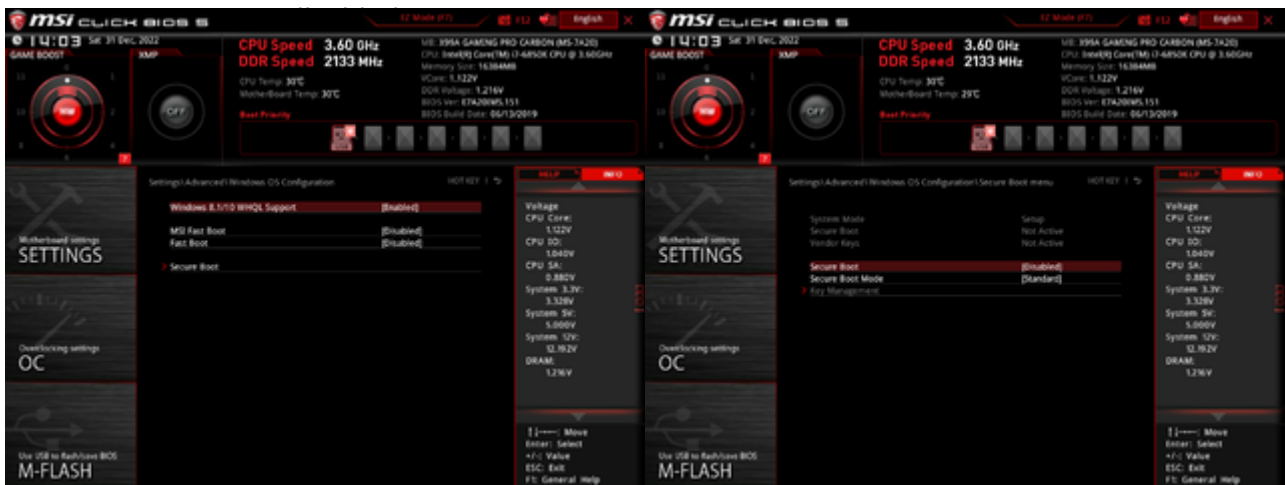 msi CLICK BIOS 5
EZ Mode (F7)
F12
English
14:03 Sat 31 Dec, 2022
GAME BOOST
XMP
OFF
CPU Speed 3.60 GHz
DDR Speed 2133 MHz
CPU Temp: 30°C
MotherBoard Temp: 30°C
Boot Priority
MB: X99A GAMING PRO CARBON (MS-7A20)
CPU: Intel(R) Core(TM) i7-6850K CPU @ 3.60GHz
Memory Size: 16384MB
VCore: 1.122V
DDR Voltage: 1.216V
BIOS Ver: E7A20IMS.151
BIOS Build Date: 06/13/2019
Motherboard settings
SETTINGS
Overclocking settings
OC
Use USB to flash/save BIOS
M-FLASH
Settings\Advanced\Windows OS Configuration
HOT KEY
Windows 8.1/10 WHQL Support [Enabled]
MSI Fast Boot [Disabled]
Fast Boot [Disabled]
> Secure Boot
HELP
INFO
Voltage
CPU Core:
1.122V
CPU IO:
1.040V
CPU SA:
0.880V
System 3.3V:
3.328V
System 5V:
5.000V
System 12V:
12.192V
DRAM:
1.216V
Move
Enter: Select
+/-: Value
ESC: Exit
F1: General Help
msi CLICK BIOS 5
EZ Mode (F7)
F12
English
14:03 Sat 31 Dec, 2022
GAME BOOST
XMP
OFF
CPU Speed 3.60 GHz
DDR Speed 2133 MHz
CPU Temp: 30°C
MotherBoard Temp: 29°C
Boot Priority
MB: X99A GAMING PRO CARBON (MS-7A20)
CPU: Intel(R) Core(TM) i7-6850K CPU @ 3.60GHz
Memory Size: 16384MB
VCore: 1.122V
DDR Voltage: 1.216V
BIOS Ver: E7A20IMS.151
BIOS Build Date: 06/13/2019
Motherboard settings
SETTINGS
Overclocking settings
OC
Use USB to flash/save BIOS
M-FLASH
Settings\Advanced\Windows OS Configuration\Secure Boot menu
HOT KEY
System Mode Setup
Secure Boot Not Active
Vendor Keys Not Active
Secure Boot [Disabled]
Secure Boot Mode [Standard]
> Key Management
HELP
INFO
Voltage
CPU Core:
1.122V
CPU IO:
1.040V
CPU SA:
0.880V
System 3.3V:
3.328V
System 5V:
5.000V
System 12V:
12.192V
DRAM:
1.216V
Move
Enter: Select
+/-: Value
ESC: Exit
F1: General Help